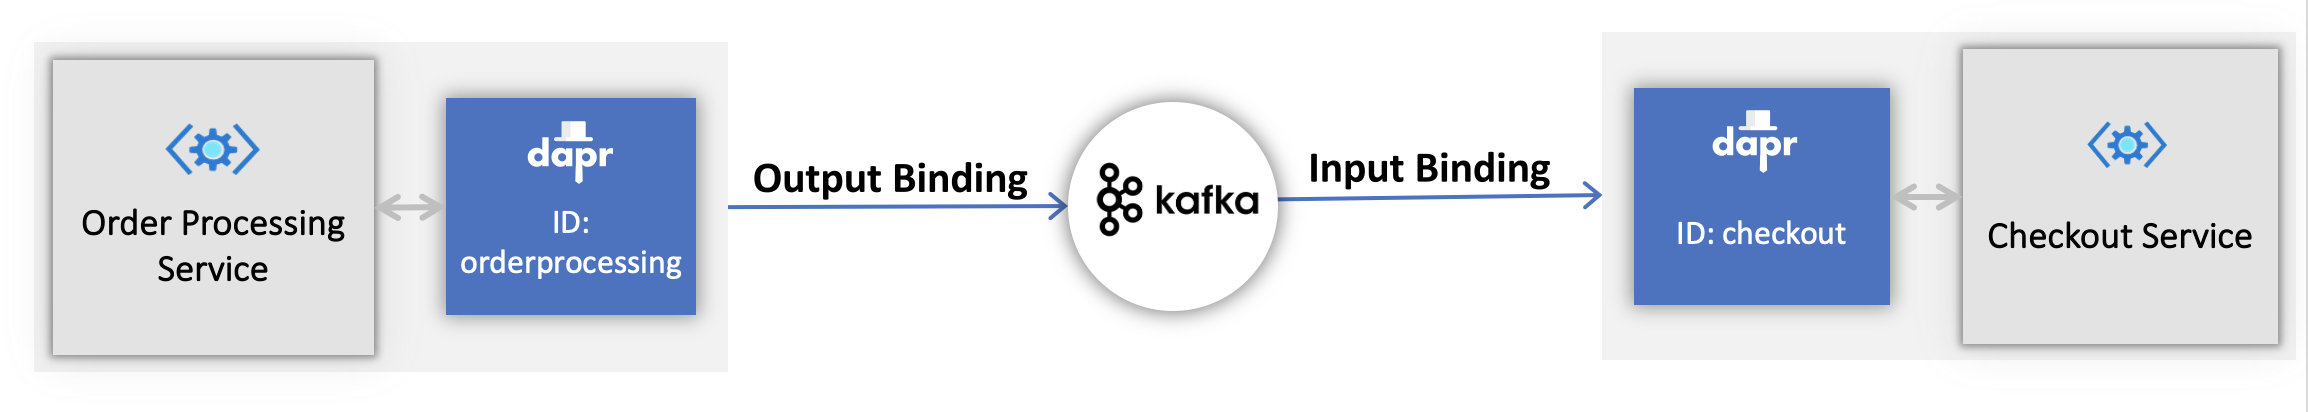 dapr
Order Processing
Service
ID:
orderprocessing
Output Binding
kafka
Input Binding
dapr
ID: checkout
Checkout Service